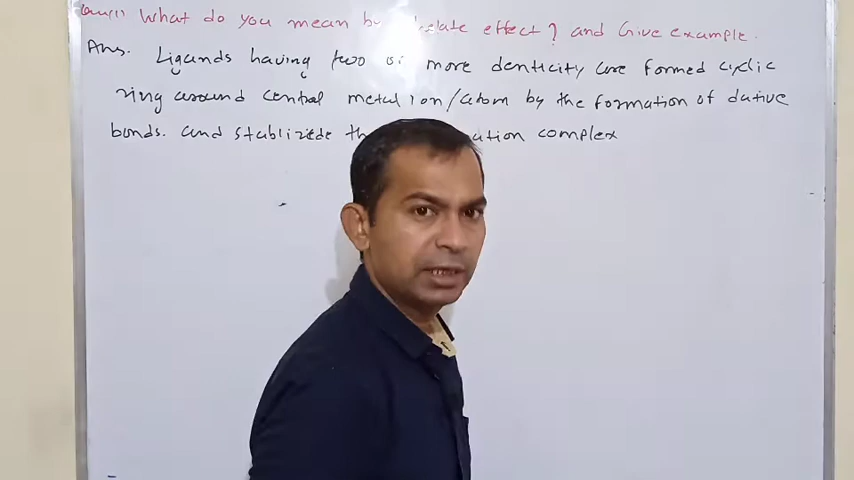 What do you mean by chelate effect? and Give example.
Ans. Ligands having two or more denticity are formed cyclic
ring around central metal ion/atom by the formation of dative
bonds. and stablizede ation complex